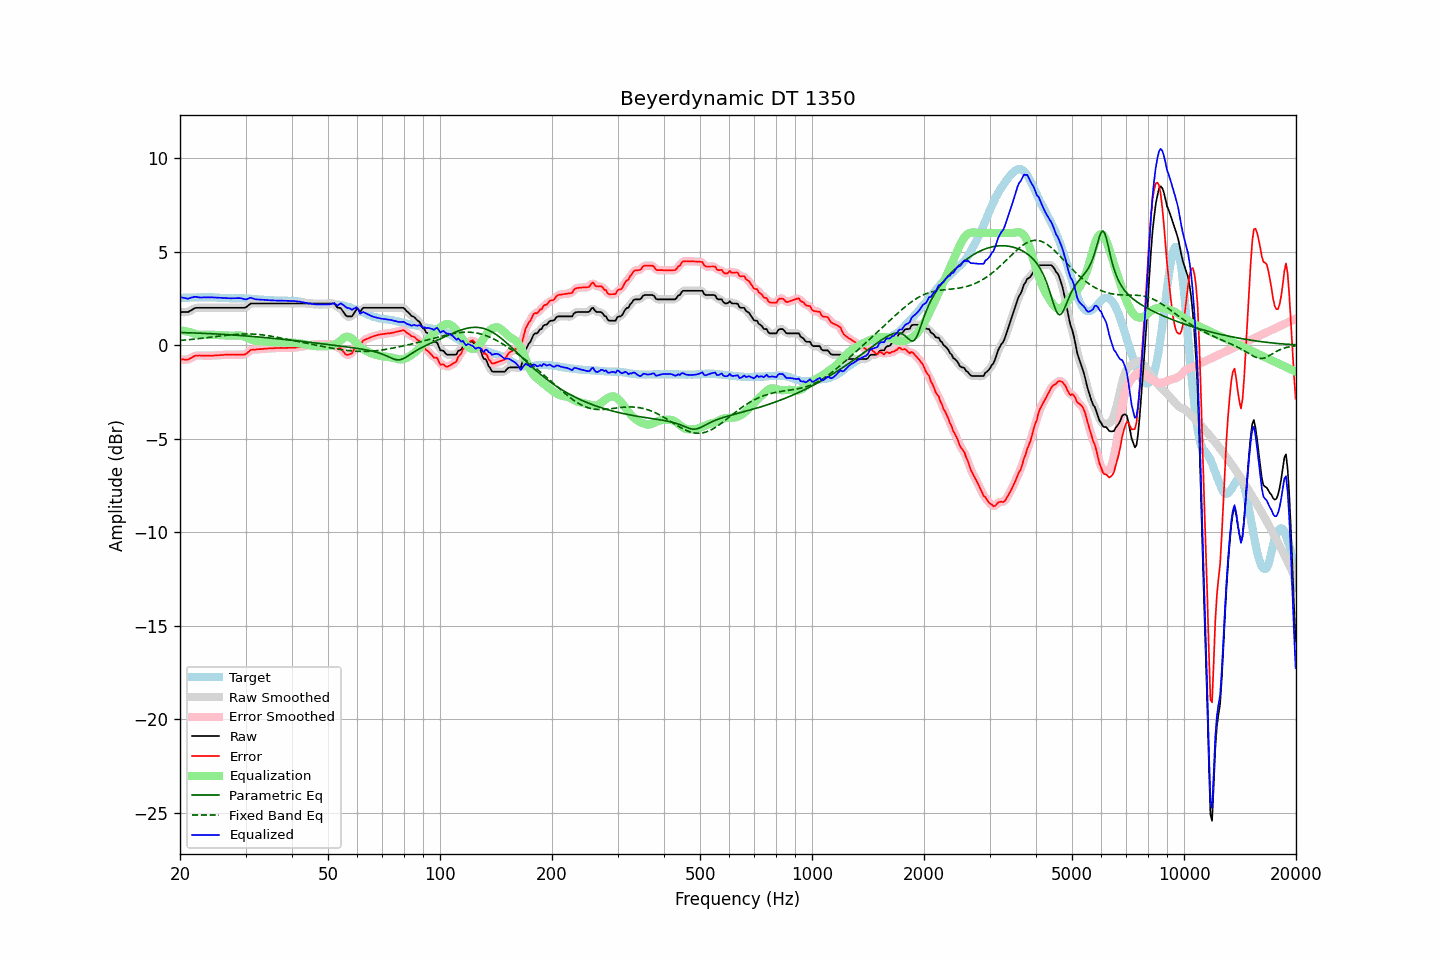 Beyerdynamic DT 1350
Amplitude (dBr)
10
5
0
−5
−10
−15
−20
−25
Target
Raw Smoothed
Error Smoothed
Raw
Error
Equalization
Parametric Eq
Fixed Band Eq
Equalized
20 50 100 200 500 1000 2000 5000 10000 20000
Frequency (Hz)